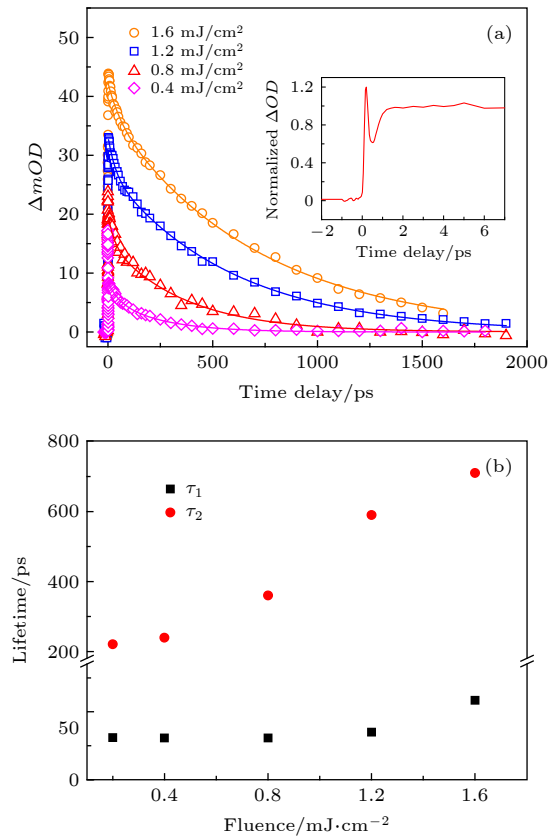 (a)
1.6 mJ/cm²
1.2 mJ/cm²
0.8 mJ/cm²
0.4 mJ/cm²
ΔmOD
50
40
30
20
10
0
0
500
1000
1500
1900
Time delay/ps
Normalized ΔOD
1.2
0.8
0.4
0
−2
0
2
4
6
Time delay/ps
(b)
τ₁
τ₂
Lifetime/ps
800
600
400
200
50
0
0.4
0.8
1.2
1.6
Fluence/mJ·cm⁻²